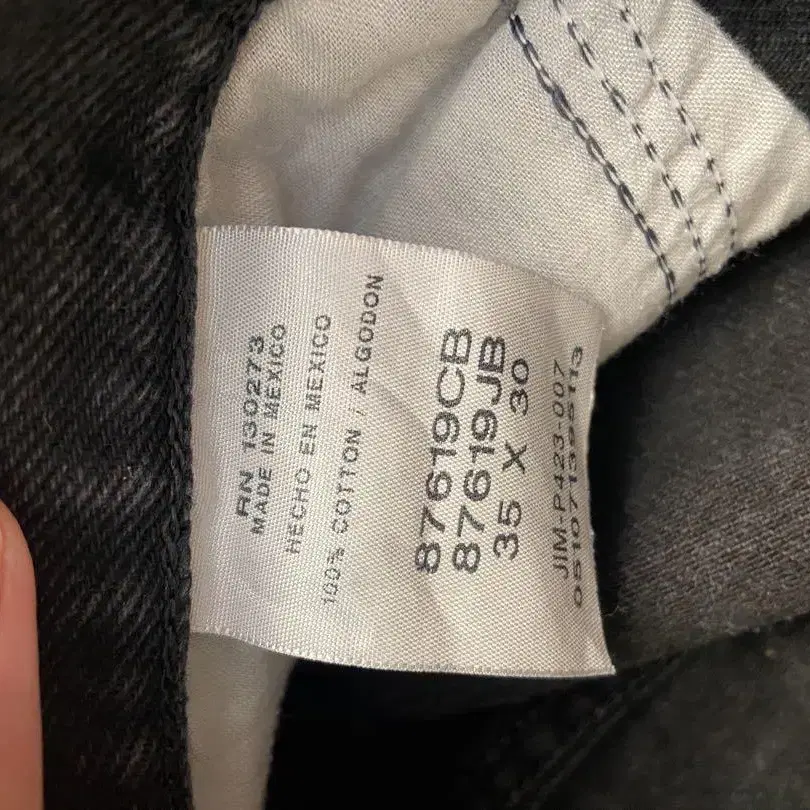 RN 130273
MADE IN MEXICO
HECHO EN MEXICO
100% COTTON / ALGODON
87619CB
87619JB
35 X 30
JIM-P423-007